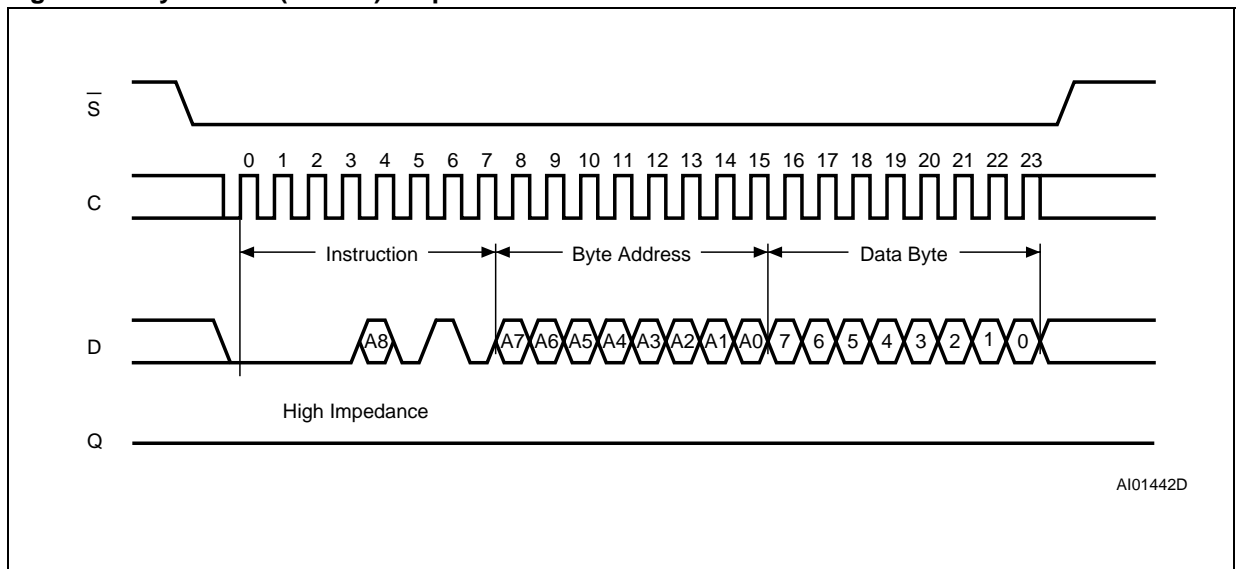 S
0 1 2 3 4 5 6 7 8 9 10 11 12 13 14 15 16 17 18 19 20 21 22 23
C
Instruction Byte Address Data Byte
D A8 A7 A6 A5 A4 A3 A2 A1 A0 7 6 5 4 3 2 1 0
High Impedance
Q
AI01442D